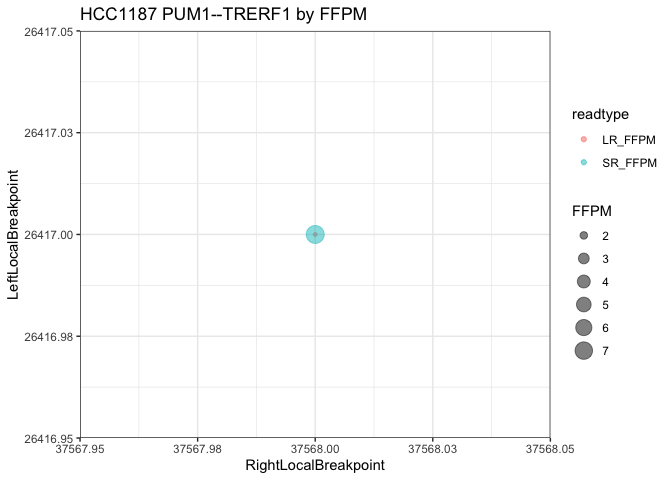 HCC1187 PUM1--TRERF1 by FFPM
26417.05
26417.03
26417.00
26416.98
26416.95
LeftLocalBreakpoint
37567.95
37567.98
37568.00
37568.03
37568.05
RightLocalBreakpoint
readtype
LR_FFPM
SR_FFPM
FFPM
2
3
4
5
6
7